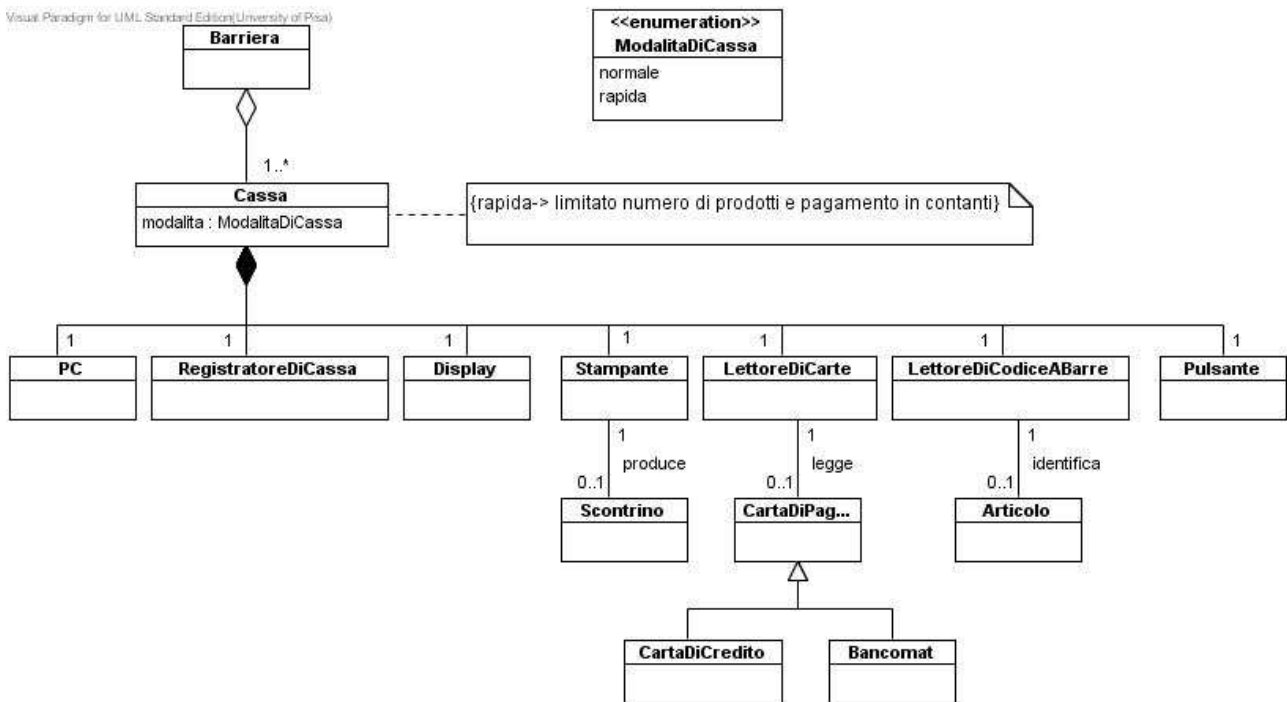 Visual Paradigm for UML Standard Edition(University of Pisa)
Barriera
<<enumeration>>
ModalitaDiCassa
normale
rapida
1..*
Cassa
modalita : ModalitaDiCassa
{rapida-> limitato numero di prodotti e pagamento in contanti}
1 1 1 1 1 1 1
PC RegistratoreDiCassa Display Stampante LettoreDiCarte LettoreDiCodiceABarre Pulsante
1 1 1
produce legge identifica
0..1 0..1 0..1
Scontrino CartaDiPag... Articolo
CartaDiCredito Bancomat